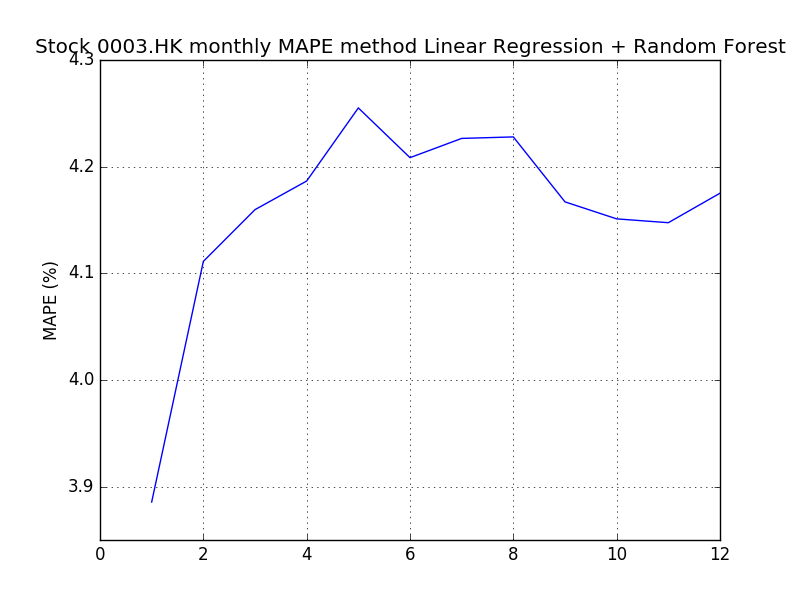 Stock 0003.HK monthly MAPE method Linear Regression + Random Forest
4.3
4.2
4.1
4.0
3.9
MAPE (%)
0 2 4 6 8 10 12